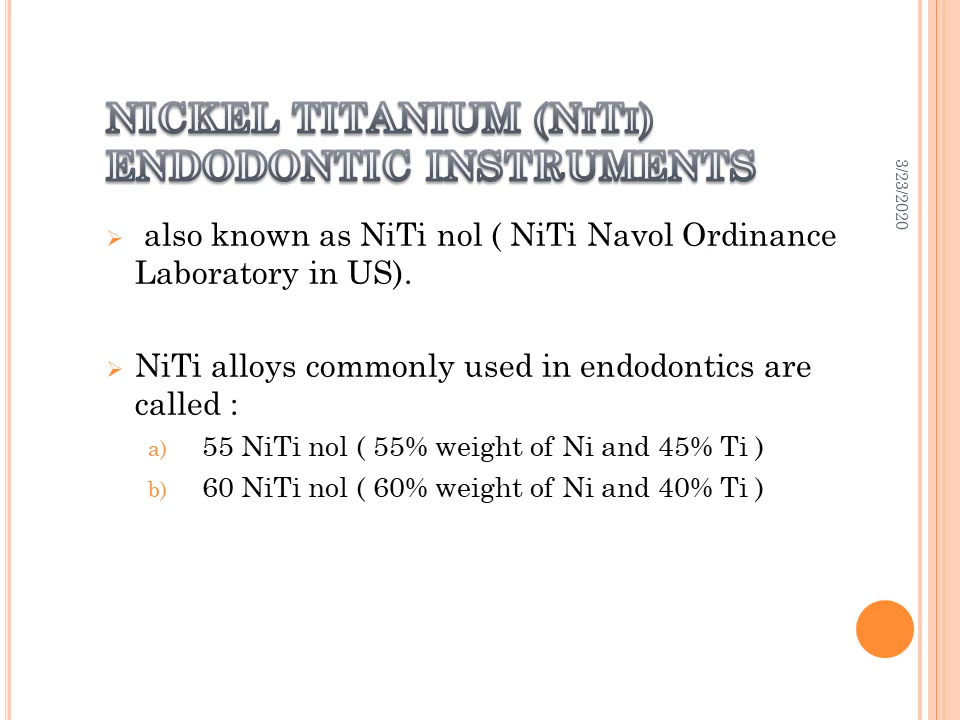 NICKEL TITANIUM (NITI)
ENDODONTIC INSTRUMENTS
3/23/2020
➢ also known as NiTi nol ( NiTi Navol Ordinance
Laboratory in US).
➢ NiTi alloys commonly used in endodontics are
called :
a) 55 NiTi nol ( 55% weight of Ni and 45% Ti )
b) 60 NiTi nol ( 60% weight of Ni and 40% Ti )